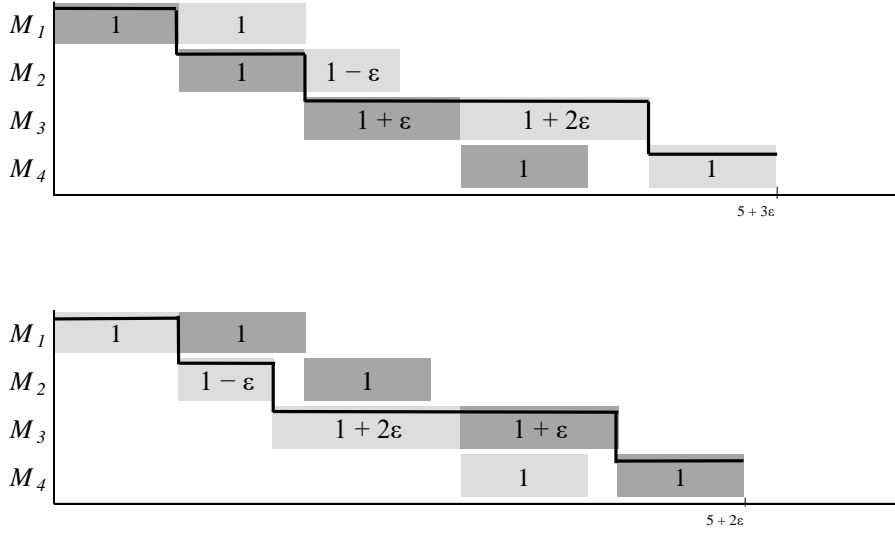 M1 1 1
M2 1 1 − ε
M3 1 + ε 1 + 2ε
M4 1 1
5 + 3ε
M1 1 1
M2 1 − ε 1
M3 1 + 2ε 1 + ε
M4 1 1
5 + 2ε